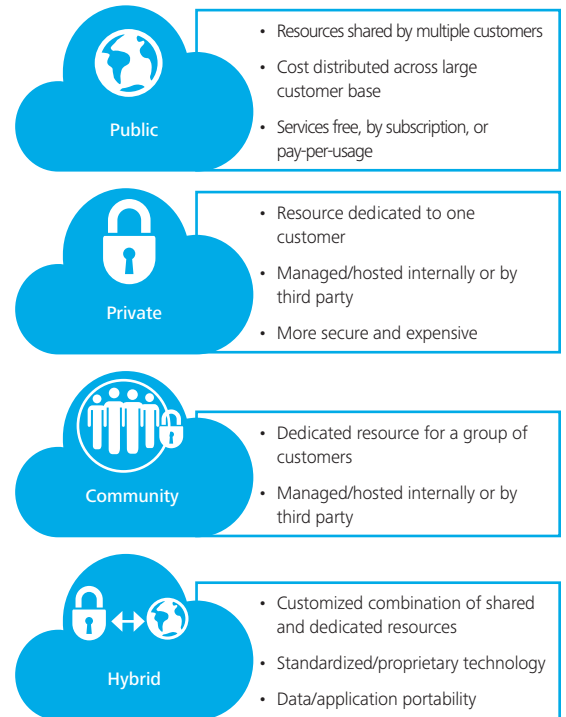 Public
• Resources shared by multiple customers
• Cost distributed across large
customer base
• Services free, by subscription, or
pay-per-usage
Private
• Resource dedicated to one
customer
• Managed/hosted internally or by
third party
• More secure and expensive
Community
• Dedicated resource for a group of
customers
• Managed/hosted internally or by
third party
Hybrid
• Customized combination of shared
and dedicated resources
• Standardized/proprietary technology
• Data/application portability